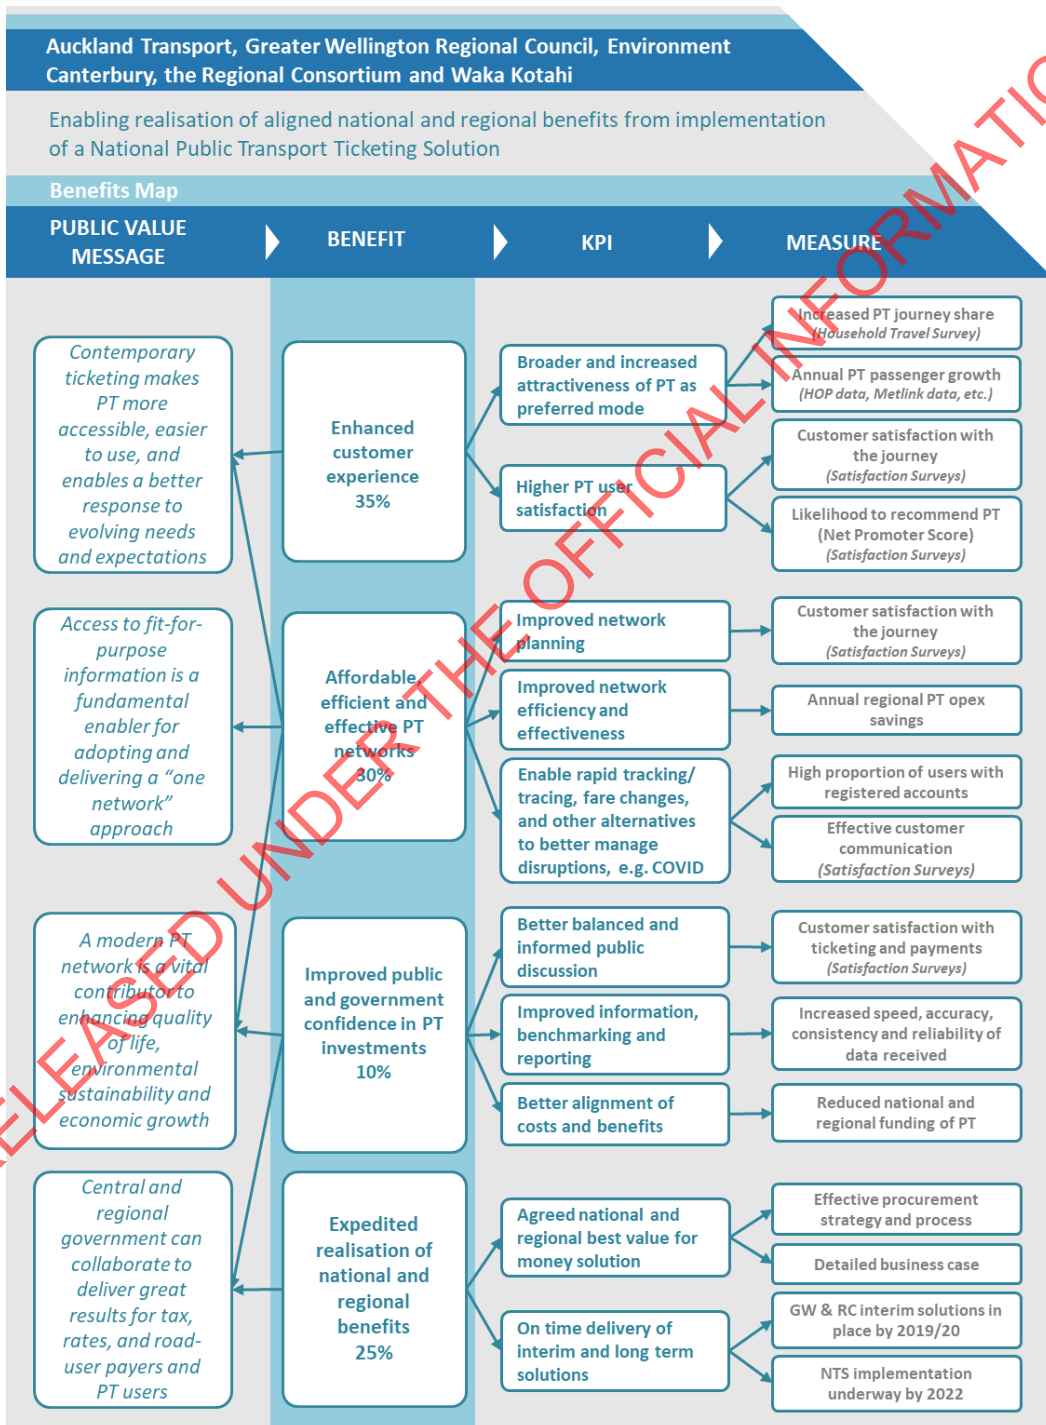 Auckland Transport, Greater Wellington Regional Council, Environment
Canterbury, the Regional Consortium and Waka Kotahi
Enabling realisation of aligned national and regional benefits from implementation
of a National Public Transport Ticketing Solution
Benefits Map
PUBLIC VALUE
MESSAGE
BENEFIT
KPI
MEASURE
Contemporary
ticketing makes
PT more
accessible, easier
to use, and
enables a better
response to
evolving needs
and expectations
Enhanced
customer
experience
35%
Broader and increased
attractiveness of PT as
preferred mode
Higher PT user
satisfaction
Increased PT journey share
(Household Travel Survey)
Annual PT passenger growth
(HOP data, Metlink data, etc.)
Customer satisfaction with
the journey
(Satisfaction Surveys)
Likelihood to recommend PT
(Net Promoter Score)
(Satisfaction Surveys)
Access to fit-for-
purpose
information is a
fundamental
enabler for
adopting and
delivering a “one
network”
approach
Affordable,
efficient and
effective PT
networks
30%
Improved network
planning
Improved network
efficiency and
effectiveness
Enable rapid tracking/
tracing, fare changes,
and other alternatives
to better manage
disruptions, e.g. COVID
Customer satisfaction with
the journey
(Satisfaction Surveys)
Annual regional PT opex
savings
High proportion of users with
registered accounts
Effective customer
communication
(Satisfaction Surveys)
A modern PT
network is a vital
contributor to
enhancing quality
of life,
environmental
sustainability and
economic growth
Improved public
and government
confidence in PT
investments
10%
Better balanced and
informed public
discussion
Improved information,
benchmarking and
reporting
Better alignment of
costs and benefits
Customer satisfaction with
ticketing and payments
(Satisfaction Surveys)
Increased speed, accuracy,
consistency and reliability of
data received
Reduced national and
regional funding of PT
Central and
regional
government can
collaborate to
deliver great
results for tax,
rates, and road-
user payers and
PT users
Expedited
realisation of
national and
regional
benefits
25%
Agreed national and
regional best value for
money solution
On time delivery of
interim and long term
solutions
Effective procurement
strategy and process
Detailed business case
GW & RC interim solutions in
place by 2019/20
NTS implementation
underway by 2022
RELEASED UNDER THE OFFICIAL INFORMATIO